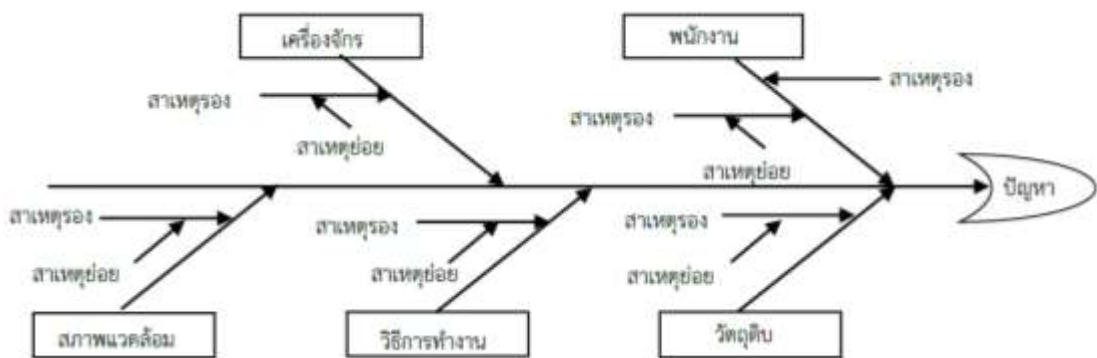 เครื่องจักร
พนักงาน
สาเหตุรอง
สาเหตุรอง
สาเหตุรอง
สาเหตุย่อย
สาเหตุย่อย
ปัญหา
สาเหตุรอง
สาเหตุรอง
สาเหตุรอง
สาเหตุย่อย
สาเหตุย่อย
สาเหตุย่อย
สภาพแวดล้อม
วิธีการทำงาน
วัตถุดิบ